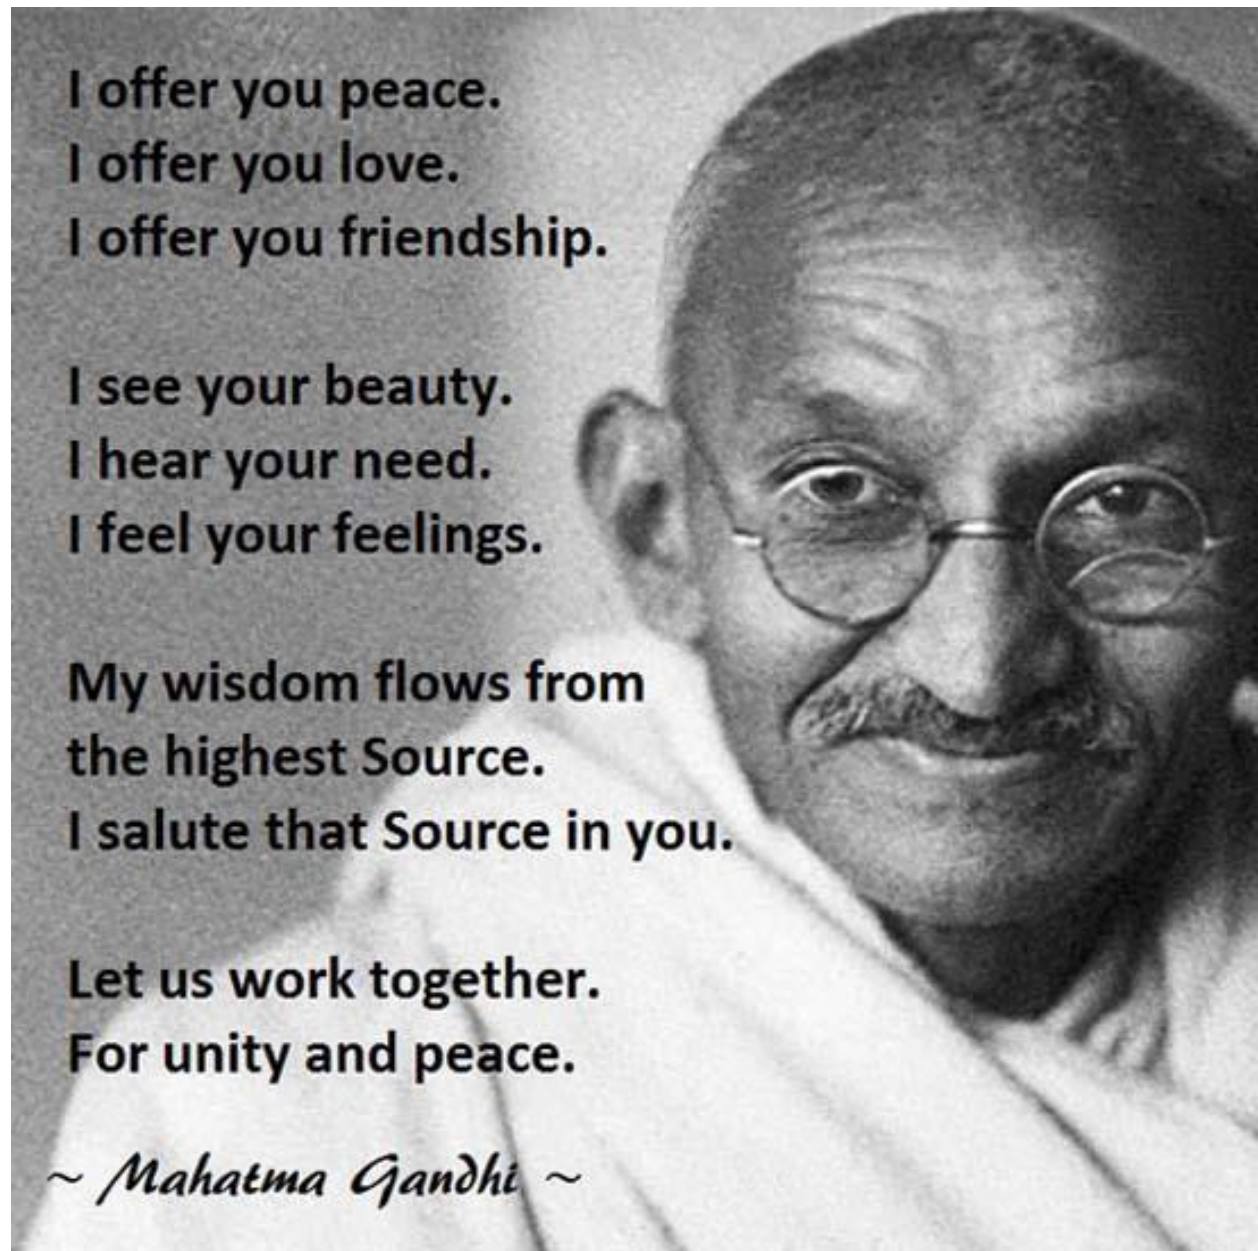 I offer you peace.
I offer you love.
I offer you friendship.
I see your beauty.
I hear your need.
I feel your feelings.
My wisdom flows from
the highest Source.
I salute that Source in you.
Let us work together.
For unity and peace.
~ Mahatma Gandhi ~